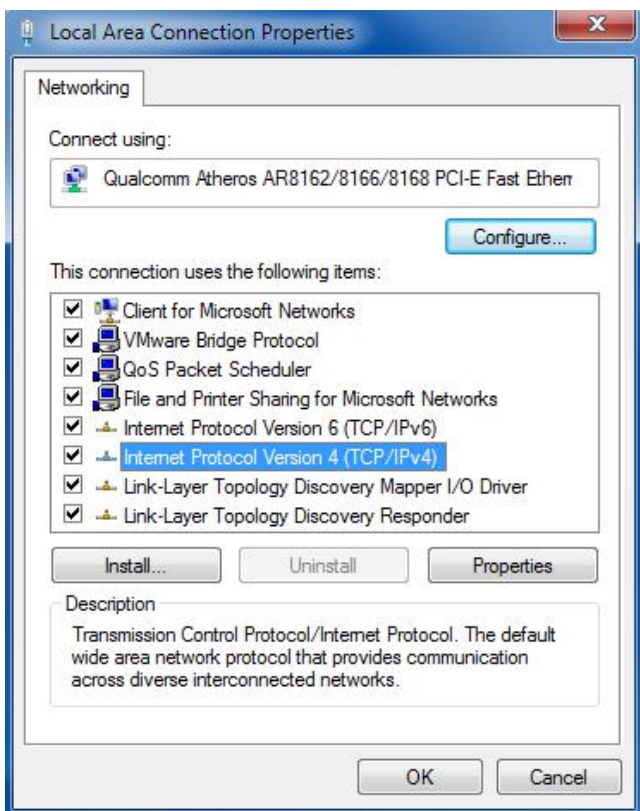 Local Area Connection Properties
Networking
Connect using:
Qualcomm Atheros AR8162/8166/8168 PCI-E Fast Ethern
Configure...
This connection uses the following items:
Client for Microsoft Networks
VMware Bridge Protocol
QoS Packet Scheduler
File and Printer Sharing for Microsoft Networks
Internet Protocol Version 6 (TCP/IPv6)
Internet Protocol Version 4 (TCP/IPv4)
Link-Layer Topology Discovery Mapper I/O Driver
Link-Layer Topology Discovery Responder
Install...
Uninstall
Properties
Description
Transmission Control Protocol/Internet Protocol. The default
wide area network protocol that provides communication
across diverse interconnected networks.
OK
Cancel